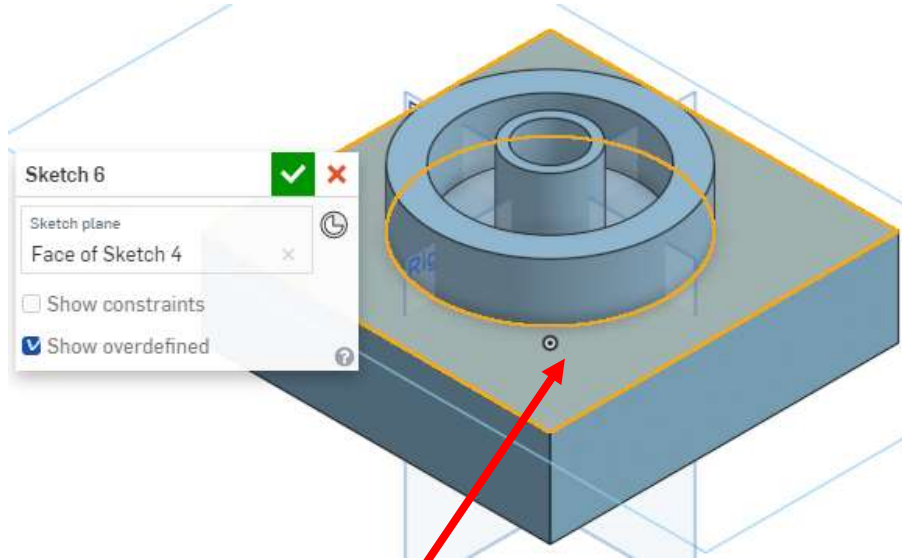 Sketch 6
Sketch plane
Face of Sketch 4
Show constraints
Show overdefined
?